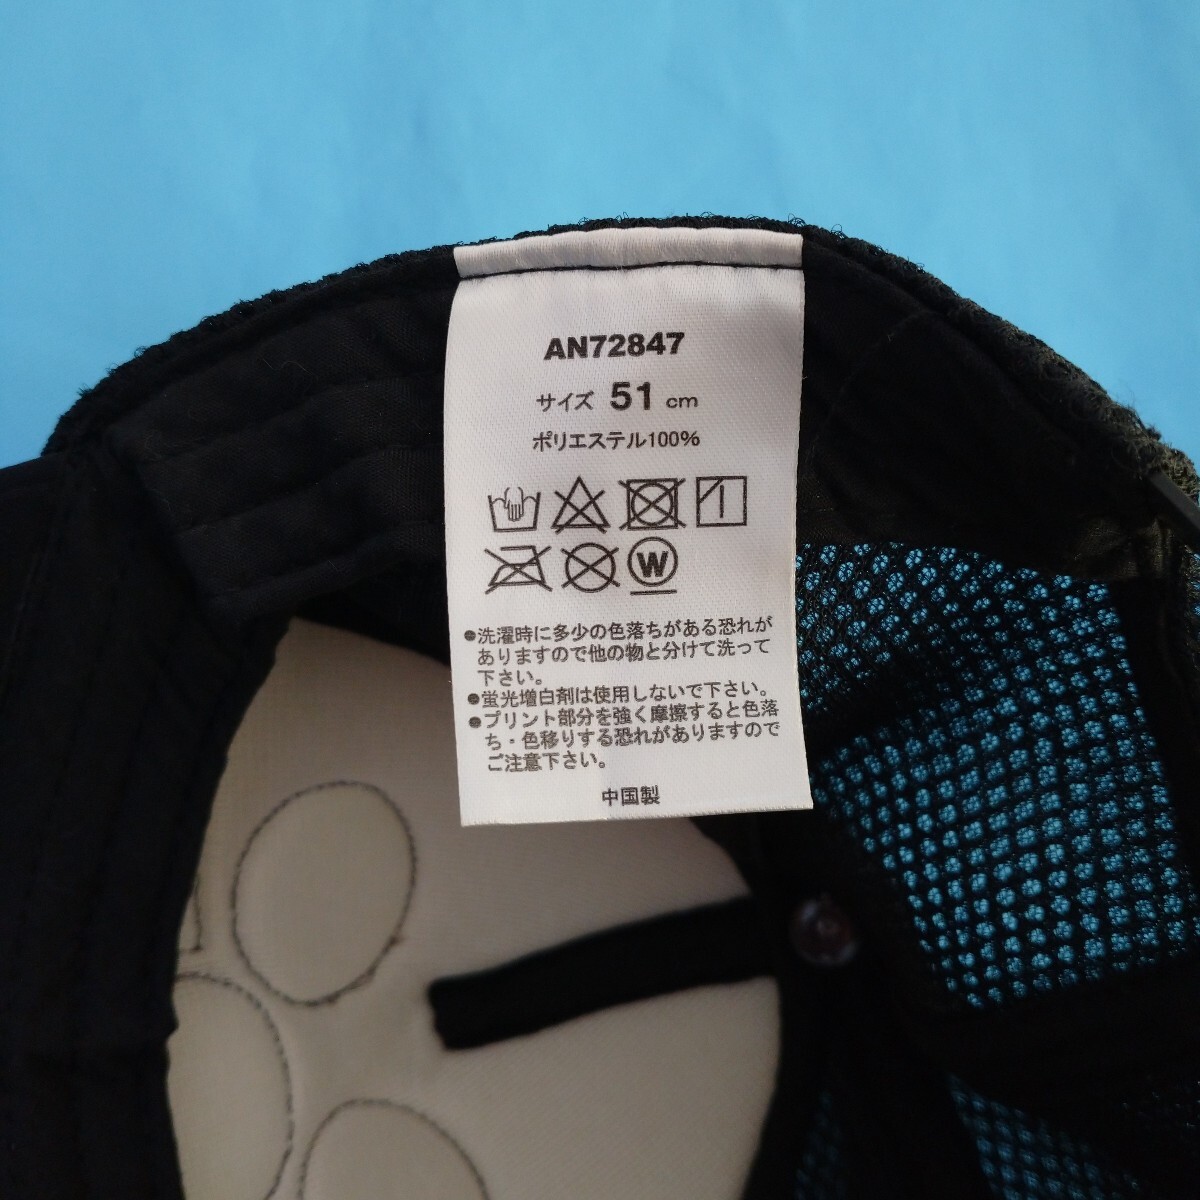 AN72847
サイズ 51 cm
ポリエステル100%
W
●洗濯時に多少の色落ちがある恐れが
ありますので他の物と分けて洗って
下さい。
●蛍光増白剤は使用しないで下さい。
●プリント部分を強く摩擦すると色落
ち・色移りする恐れがありますので
ご注意下さい。
中国製